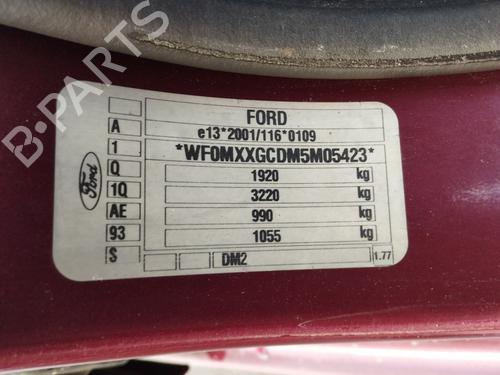 B-PARTS
FORD
e13*2001/116*0109
*WF0MXXGCDM5M05423*
1920 kg
3220 kg
990 kg
1055 kg
DM2
1.77
A
1
Q
1Q
AE
93
S
Ford